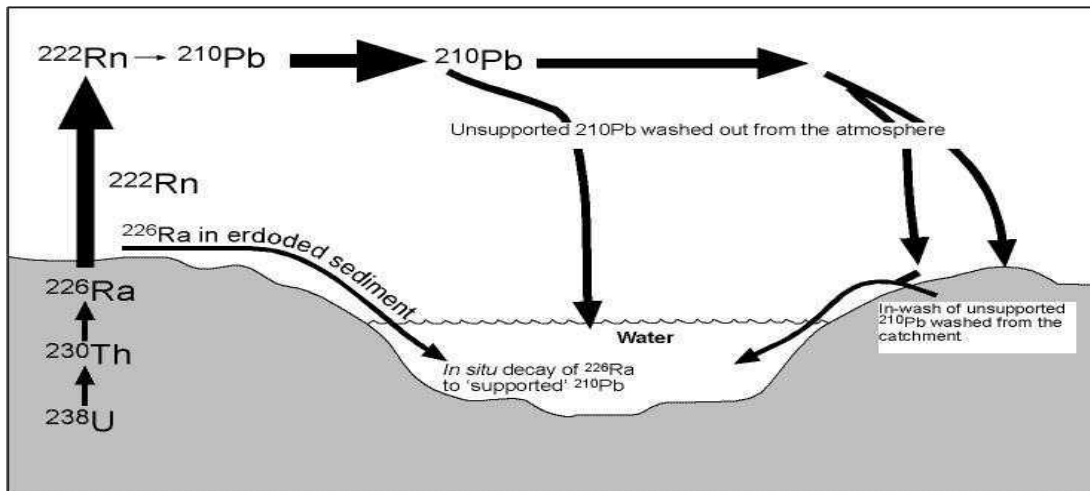 ²²²Rn → ²¹⁰Pb
²¹⁰Pb
Unsupported 210Pb washed out from the atmosphere
²²²Rn
²²⁶Ra in erdoded sediment
²²⁶Ra
²³⁰Th
²³⁸U
Water
In situ decay of ²²⁶Ra
to ‘supported’ ²¹⁰Pb
In-wash of unsupported
²¹⁰Pb washed from the
catchment